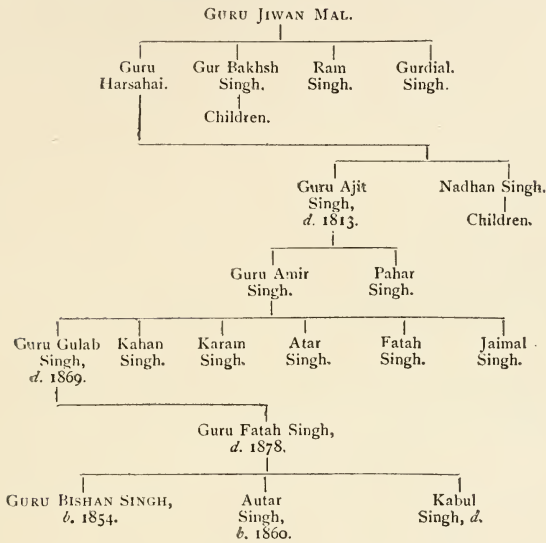 GURU JIWAN MAL.
Guru Gur Bakhsh Ram Gurdial.
Harsahai. Singh. Singh. Singh.
Children.
Guru Ajit Nadhan Singh.
Singh,
d. 1813. Children.
Guru Amir Pahar
Singh. Singh.
Guru Gulab Kahan Karam Atar Fatah Jaimal
Singh, Singh. Singh. Singh. Singh. Singh.
d. 1869.
Guru Fatah Singh,
d. 1878.
GURU BISHAN SINGH, Autar Kabul
b. 1854. Singh, Singh, d.
b. 1860.